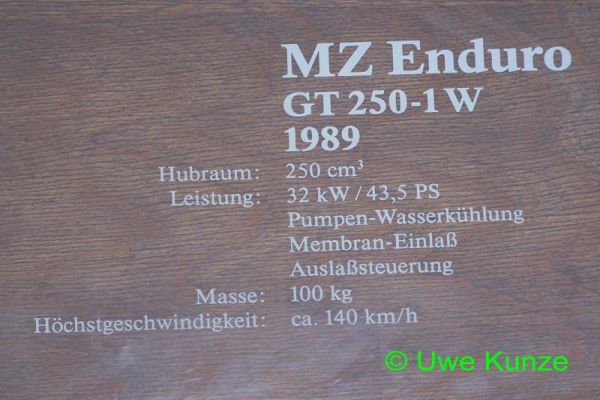 MZ Enduro
GT 250-1 W
1989
Hubraum: 250 cm³
Leistung: 32 kW / 43,5 PS
Pumpen-Wasserkühlung
Membran-Einlaß
Auslaßsteuerung
Masse: 100 kg
Höchstgeschwindigkeit: ca. 140 km/h
© Uwe Kunze